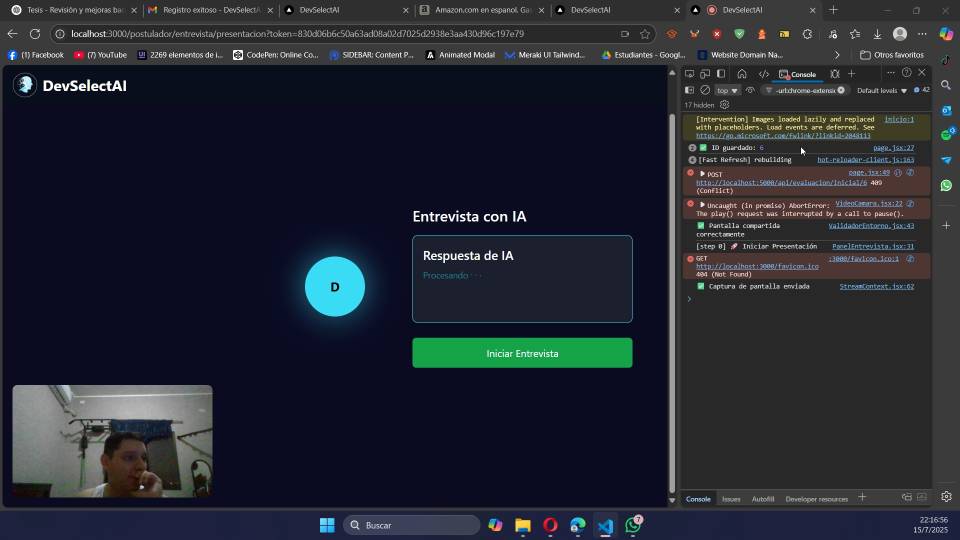 Tesis - Revisión y mejoras ba
Registro exitoso - DevSelectA
DevSelectAI
Amazon.com en espanol. Ga
DevSelectAI
DevSelectAI
localhost:3000/postulador/entrevista/presentacion?token=830d06b6c50a63ad08a02d7025d2938e3aa430d96c197e79
(1) Facebook
(7) YouTube
2269 elementos de i...
CodePen: Online Co...
SIDEBAR: Content P...
Animated Modal
Meraki UI Tailwind...
Estudiantes - Googl...
Website Domain Na...
Otros favoritos
DevSelectAI
Entrevista con IA
Respuesta de IA
Procesando · · ·
D
Iniciar Entrevista
Console
top
-url:chrome-extensi
Default levels
42
17 hidden
[Intervention] Images loaded lazily and replaced inicio:1
with placeholders. Load events are deferred. See
https://go.microsoft.com/fwlink/?linkid=2048113
2 ✅ ID guardado: 6 page.jsx:27
4 [Fast Refresh] rebuilding hot-reloader-client.js:163
POST page.jsx:49
http://localhost:5000/api/evaluacion/inicial/6 409
(Conflict)
Uncaught (in promise) AbortError: VideoCamara.jsx:22
The play() request was interrupted by a call to pause().
✅ Pantalla compartida ValidadorEntorno.jsx:43
correctamente
[step 0] 🚀 Iniciar Presentación PanelEntrevista.jsx:31
GET :3000/favicon.ico:1
http://localhost:3000/favicon.ico
404 (Not Found)
✅ Captura de pantalla enviada StreamContext.jsx:62
Console
Issues
Autofill
Developer resources
Buscar
7
22:16:56
15/7/2025